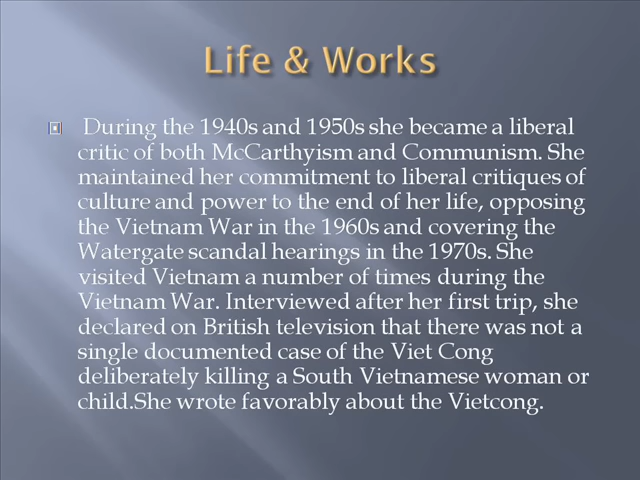 Life & Works
During the 1940s and 1950s she became a liberal
critic of both McCarthyism and Communism. She
maintained her commitment to liberal critiques of
culture and power to the end of her life, opposing
the Vietnam War in the 1960s and covering the
Watergate scandal hearings in the 1970s. She
visited Vietnam a number of times during the
Vietnam War. Interviewed after her first trip, she
declared on British television that there was not a
single documented case of the Viet Cong
deliberately killing a South Vietnamese woman or
child.She wrote favorably about the Vietcong.